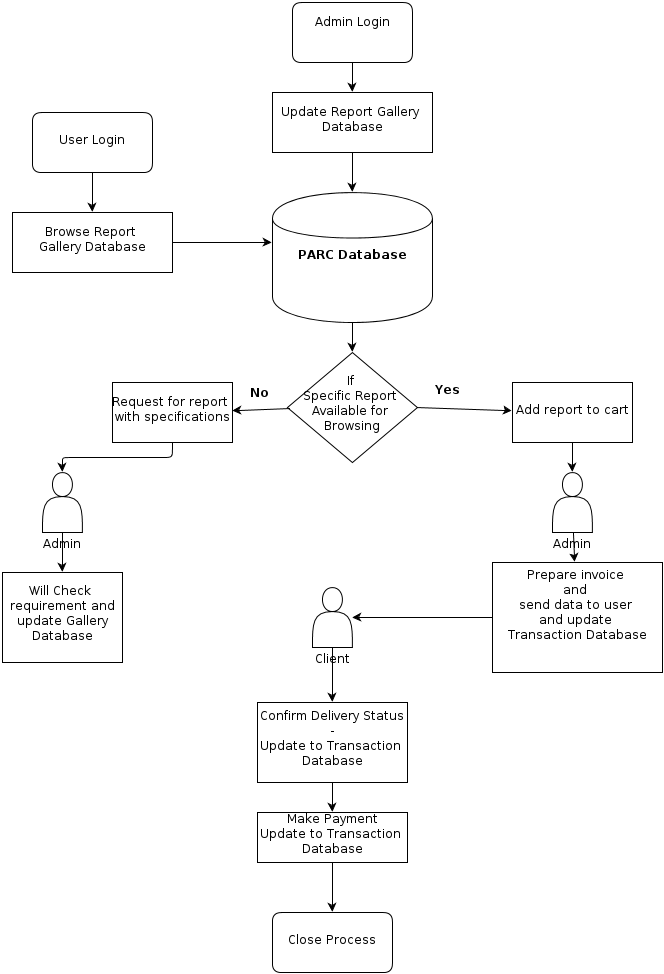 Admin Login
Update Report Gallery
Database
User Login
Browse Report
Gallery Database
PARC Database
If
Specific Report
Available for
Browsing
No
Yes
Request for report
with specifications
Add report to cart
Admin
Admin
Will Check
requirement and
update Gallery
Database
Prepare invoice
and
send data to user
and update
Transaction Database
Client
Confirm Delivery Status
-
Update to Transaction
Database
Make Payment
Update to Transaction
Database
Close Process